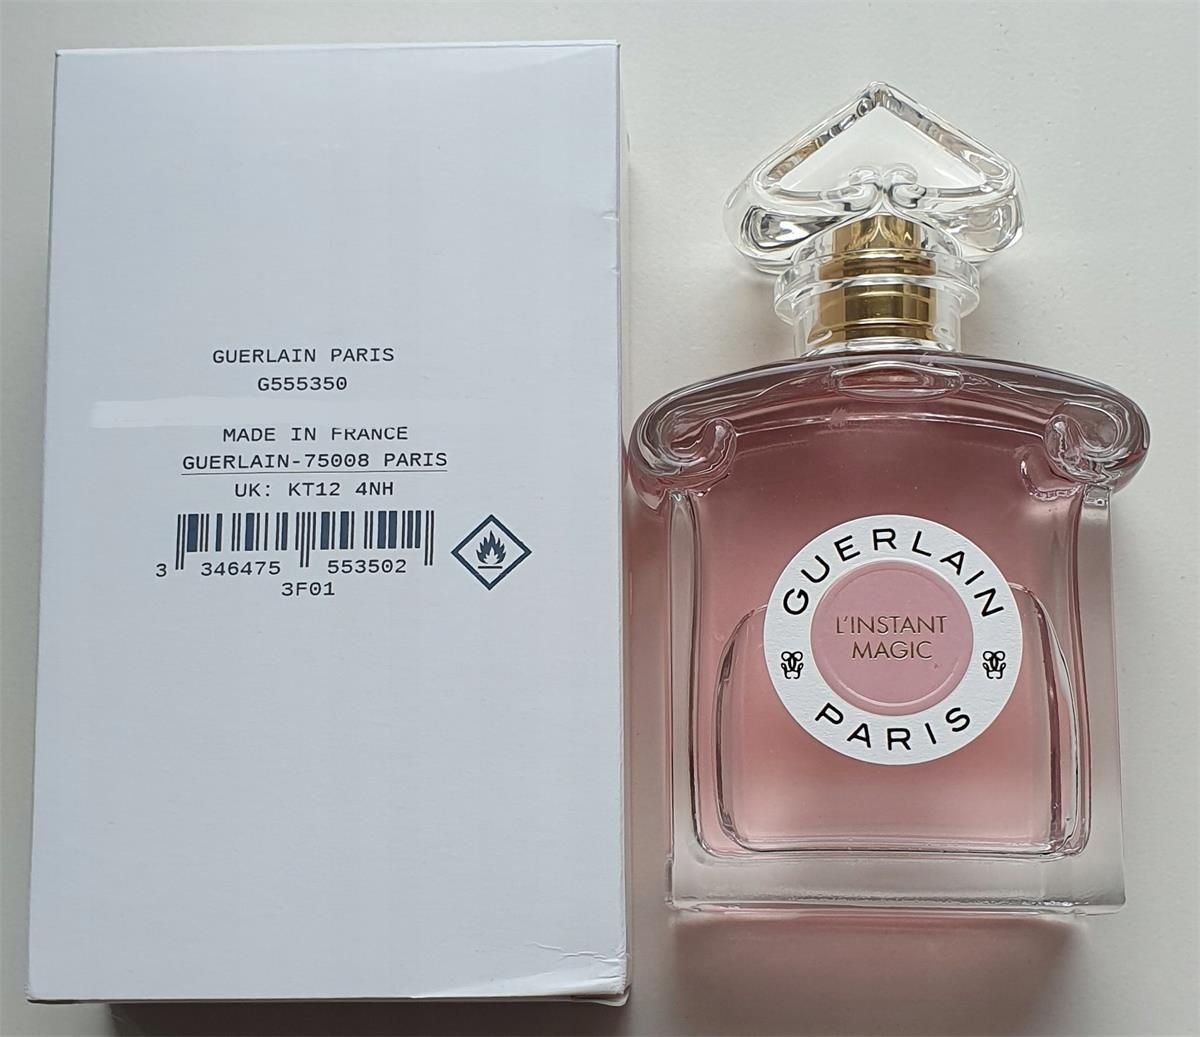 GUERLAIN PARIS
G555350
MADE IN FRANCE
GUERLAIN-75008 PARIS
UK: KT12 4NH
3 346475 553502
3F01
GUERLAIN
L'INSTANT
MAGIC
PARIS